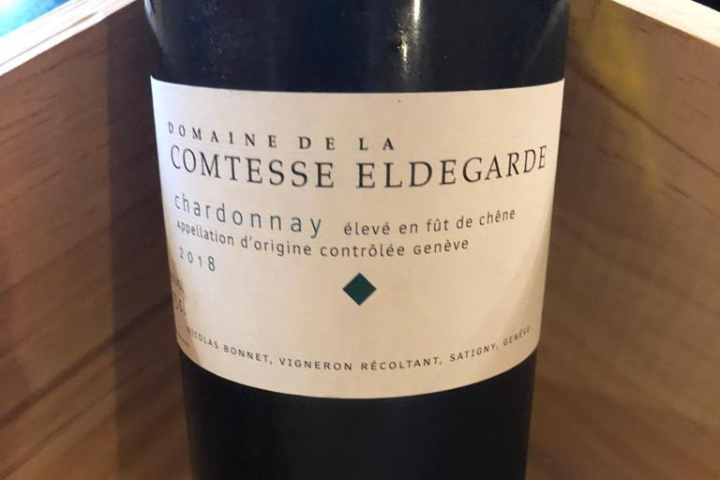 DOMAINE DE LA
COMTESSE ELDEGARDE
chardonnay élevé en fût de chêne
Appellation d'origine contrôlée Genève
2018
NICOLAS BONNET, VIGNERON RÉCOLTANT, SATIGNY, GENÈVE